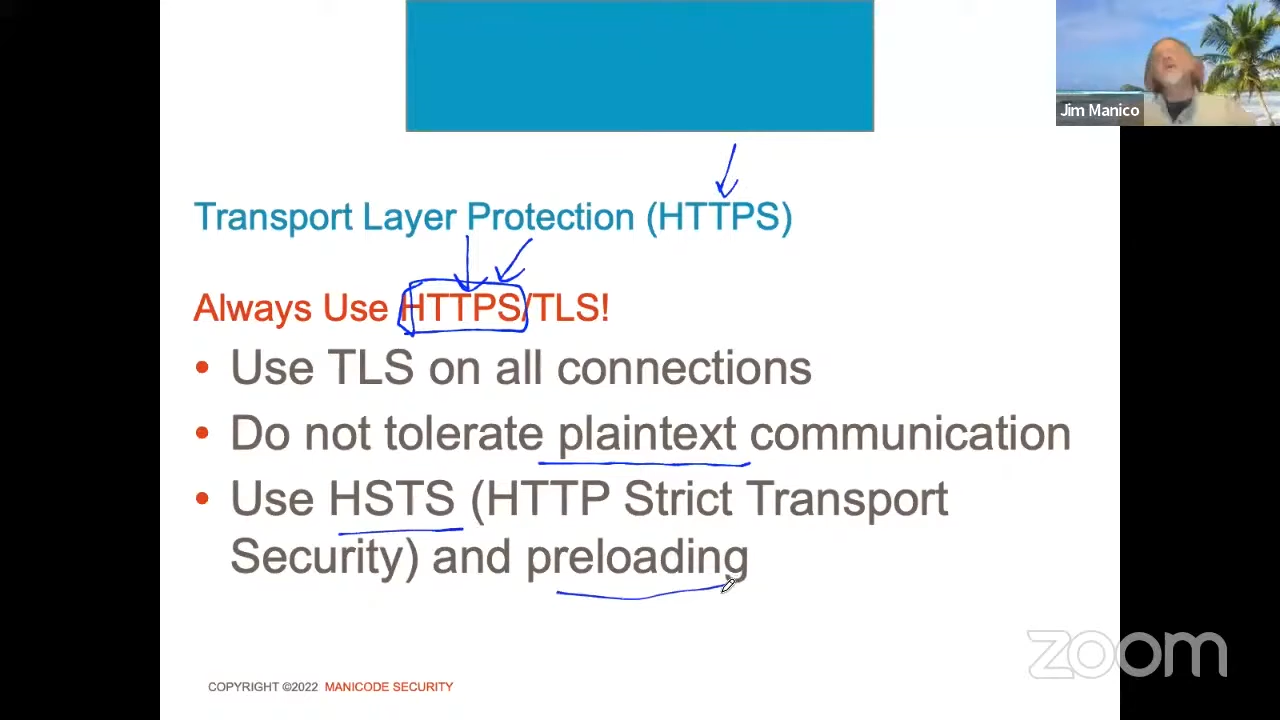 Jim Manico
Transport Layer Protection (HTTPS)
Always Use HTTPS/TLS!
• Use TLS on all connections
• Do not tolerate plaintext communication
• Use HSTS (HTTP Strict Transport
Security) and preloading
zoom
COPYRIGHT ©2022 MANICODE SECURITY